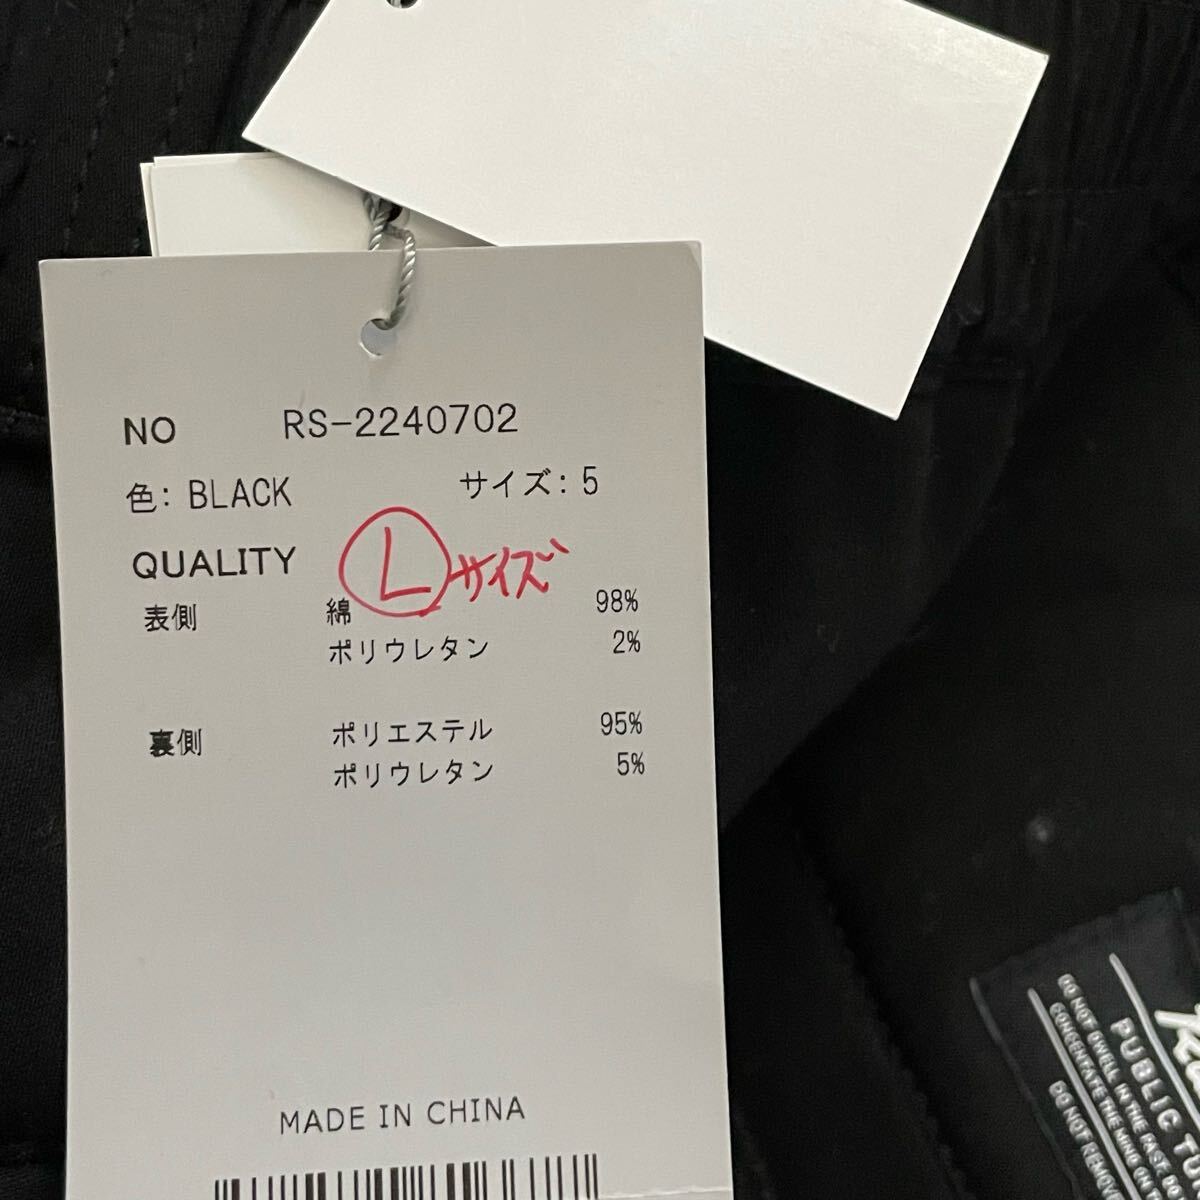 NO RS-2240702
色: BLACK サイズ: 5
QUALITY Lサイズ
表側 綿 98%
ポリウレタン 2%
裏側 ポリエステル 95%
ポリウレタン 5%
MADE IN CHINA
PUBLIC
DO NOT DWELL IN THE PAST DO
CONCENTATE THE MIND ON
DO NOT